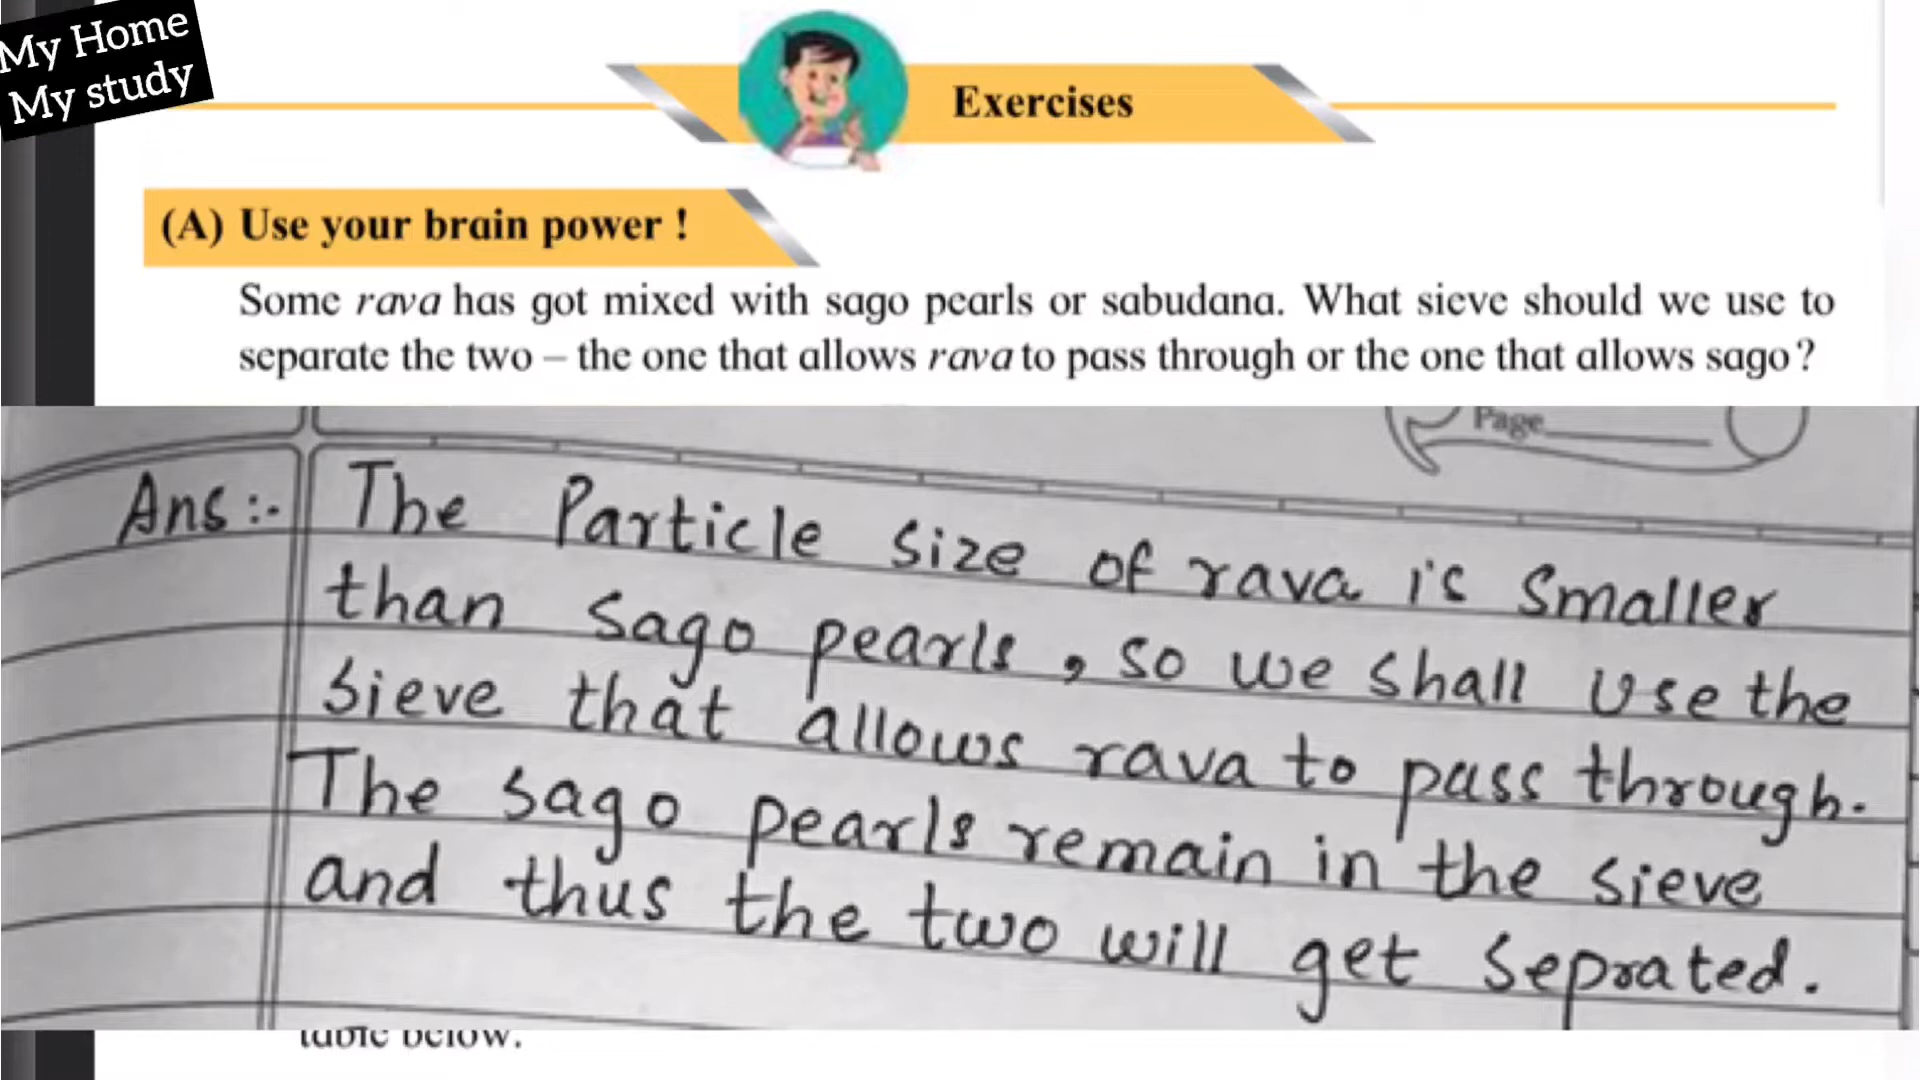 My Home
My study
Exercises
(A) Use your brain power !
Some rava has got mixed with sago pearls or sabudana. What sieve should we use to
separate the two – the one that allows rava to pass through or the one that allows sago?
Page
Ans:- The Particle size of rava is smaller
than sago pearls, so we shall use the
sieve that allows rava to pass through.
The sago pearls remain in the sieve
and thus the two will get seprated.
table below.